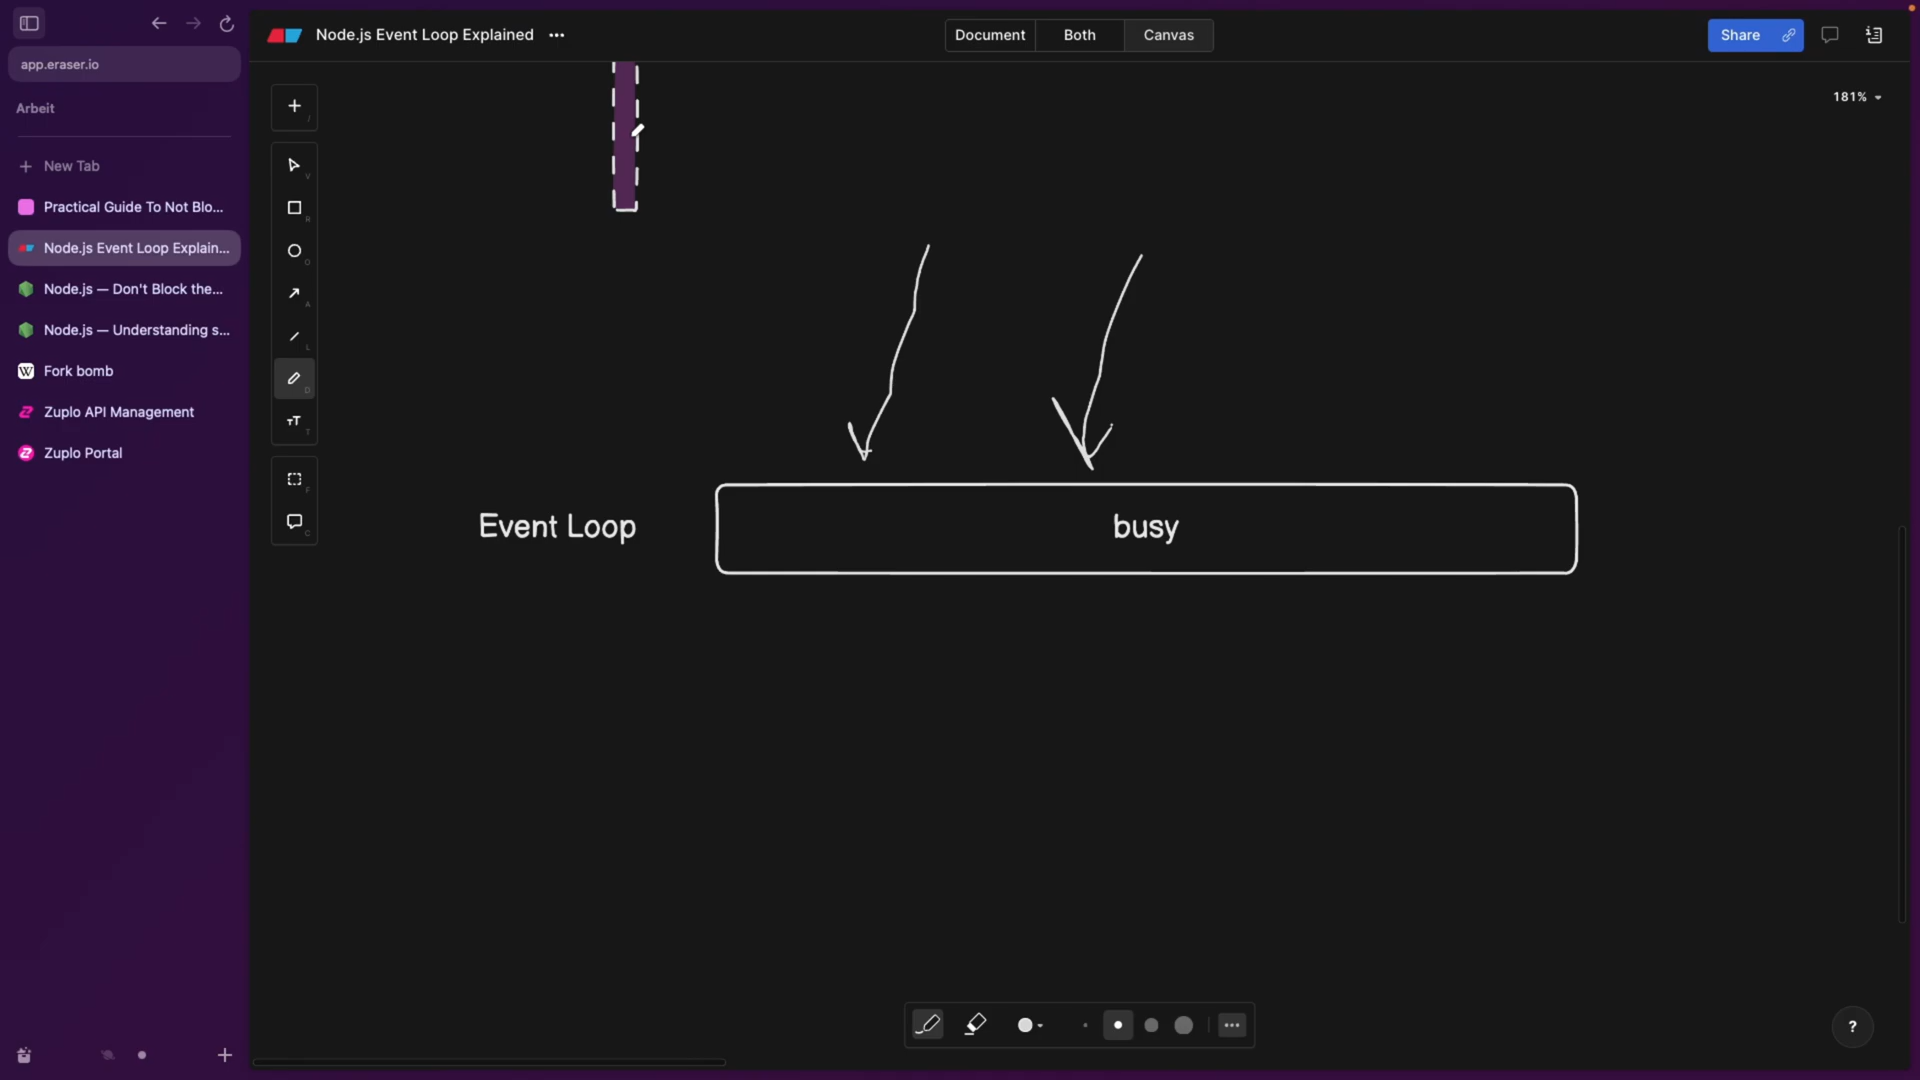 app.eraser.io
Arbeit
New Tab
Practical Guide To Not Blo...
Node.js Event Loop Explain...
Node.js — Don't Block the...
Node.js — Understanding s...
Fork bomb
Zuplo API Management
Zuplo Portal
Node.js Event Loop Explained
Document
Both
Canvas
Share
181%
/
V
R
O
A
L
D
T
F
C
Event Loop
busy
?